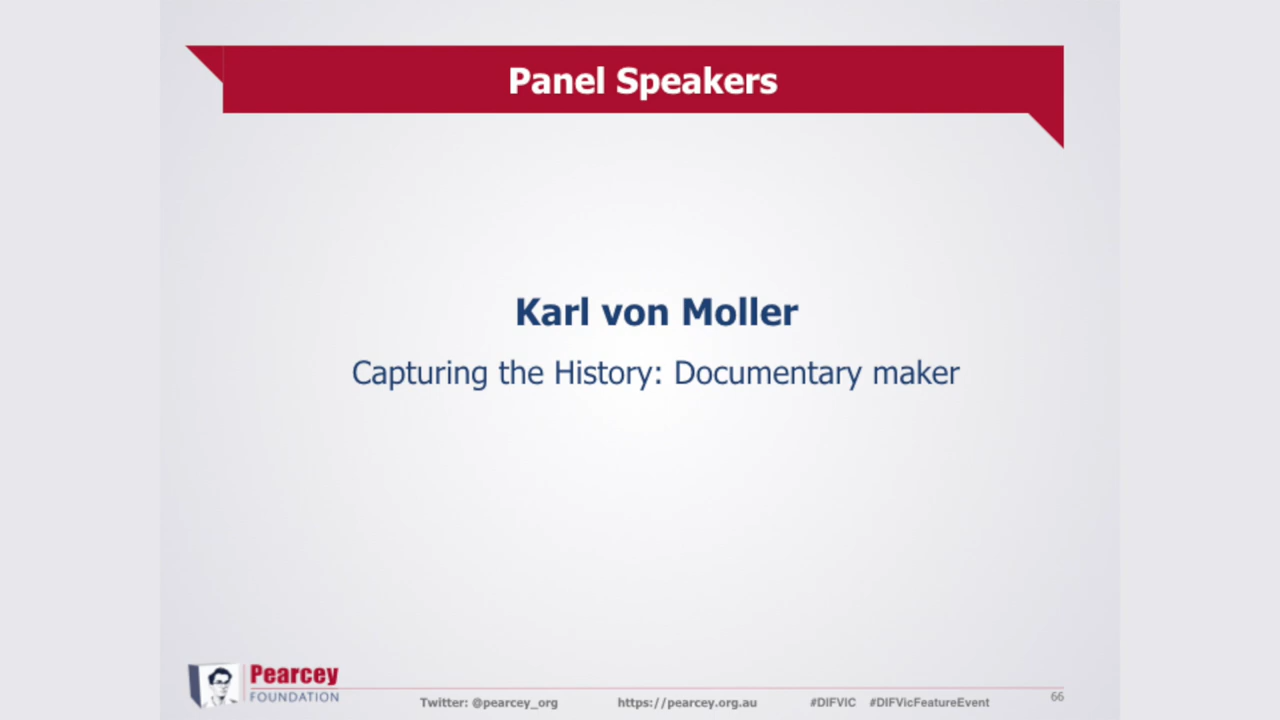 Panel Speakers
Karl von Moller
Capturing the History: Documentary maker
Pearcey
FOUNDATION
Twitter: @pearcey_org https://pearcey.org.au #DIFVIC #DIFVicFeatureEvent 66